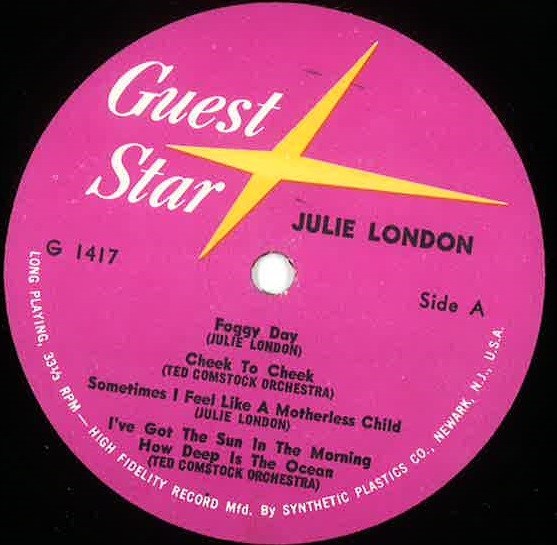 Guest
Star
JULIE LONDON
G 1417
Side A
Foggy Day
(JULIE LONDON)
Cheek To Cheek
(TED COMSTOCK ORCHESTRA)
Sometimes I Feel Like A Motherless Child
(JULIE LONDON)
I've Got The Sun In The Morning
How Deep Is The Ocean
(TED COMSTOCK ORCHESTRA)
LONG PLAYING, 33⅓ RPM — HIGH FIDELITY RECORD Mfd. By SYNTHETIC PLASTICS CO., NEWARK, N.J., U.S.A.